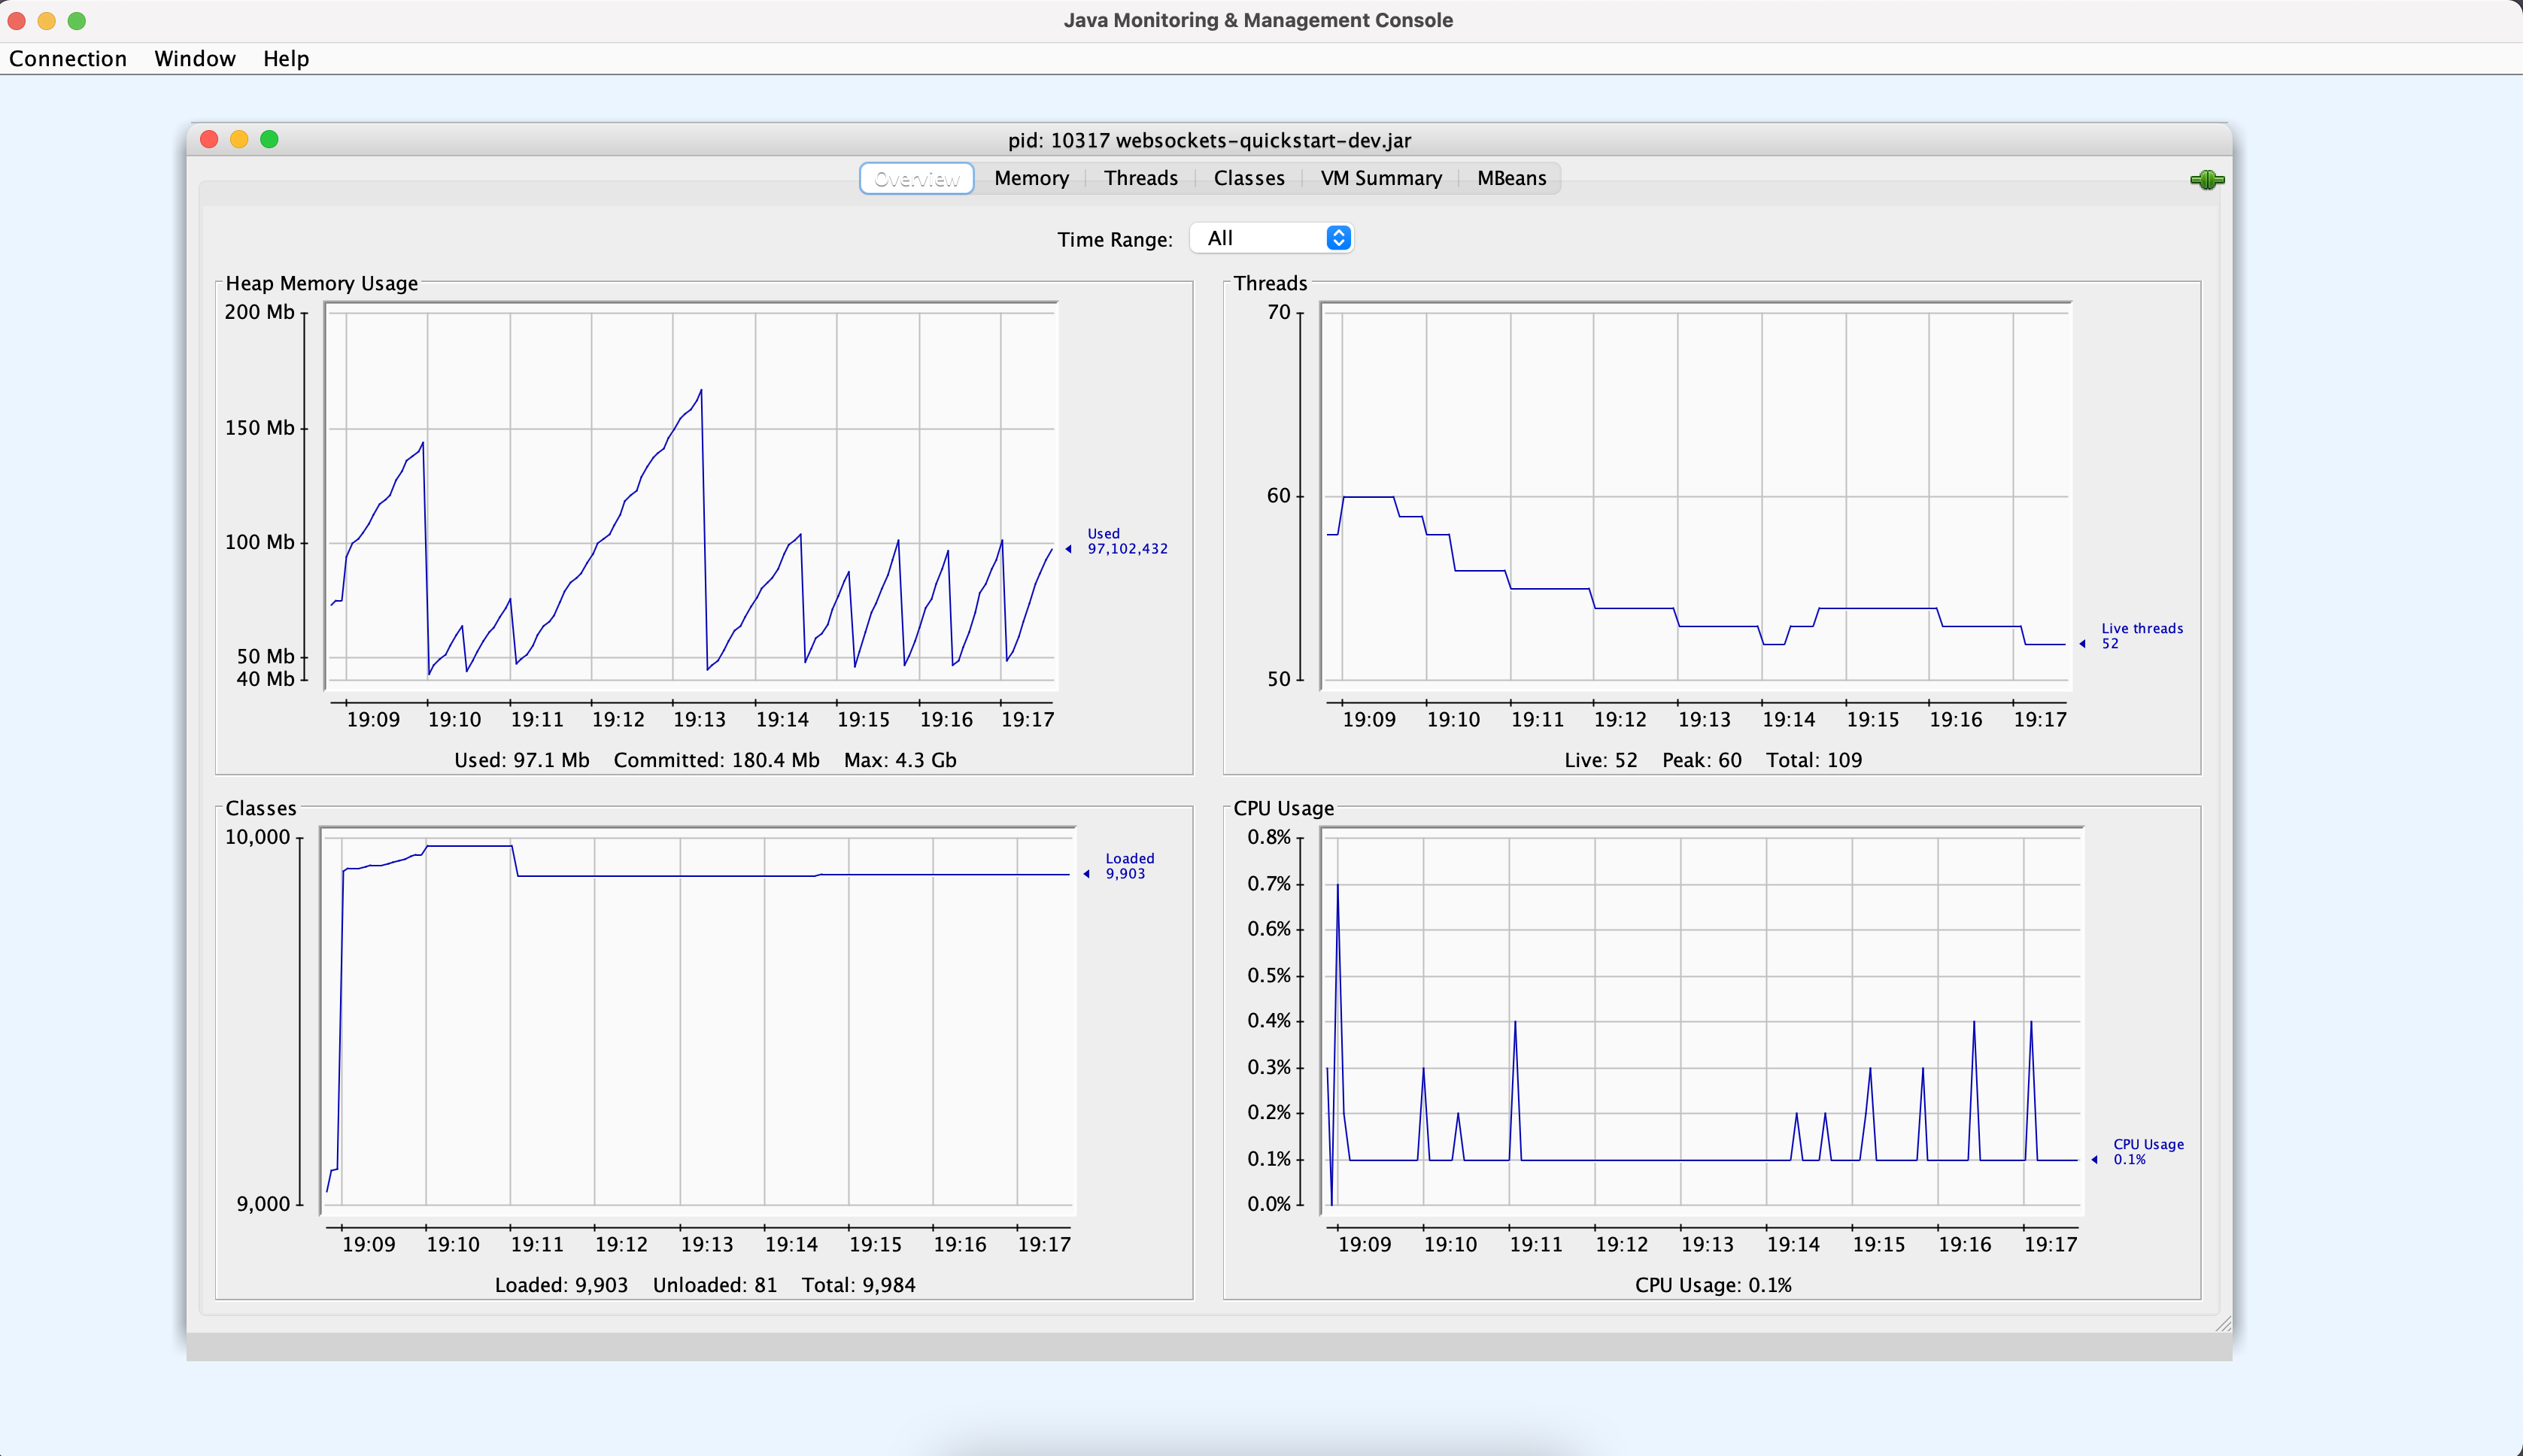 Java Monitoring & Management Console
Connection Window Help
pid: 10317 websockets-quickstart-dev.jar
Overview Memory Threads Classes VM Summary MBeans
Time Range: All
Heap Memory Usage
200 Mb
150 Mb
100 Mb
50 Mb
40 Mb
Used
97,102,432
19:09 19:10 19:11 19:12 19:13 19:14 19:15 19:16 19:17
Used: 97.1 Mb Committed: 180.4 Mb Max: 4.3 Gb
Threads
70
60
50
Live threads
52
19:09 19:10 19:11 19:12 19:13 19:14 19:15 19:16 19:17
Live: 52 Peak: 60 Total: 109
Classes
10,000
9,000
Loaded
9,903
19:09 19:10 19:11 19:12 19:13 19:14 19:15 19:16 19:17
Loaded: 9,903 Unloaded: 81 Total: 9,984
CPU Usage
0.8%
0.7%
0.6%
0.5%
0.4%
0.3%
0.2%
0.1%
0.0%
CPU Usage
0.1%
19:09 19:10 19:11 19:12 19:13 19:14 19:15 19:16 19:17
CPU Usage: 0.1%